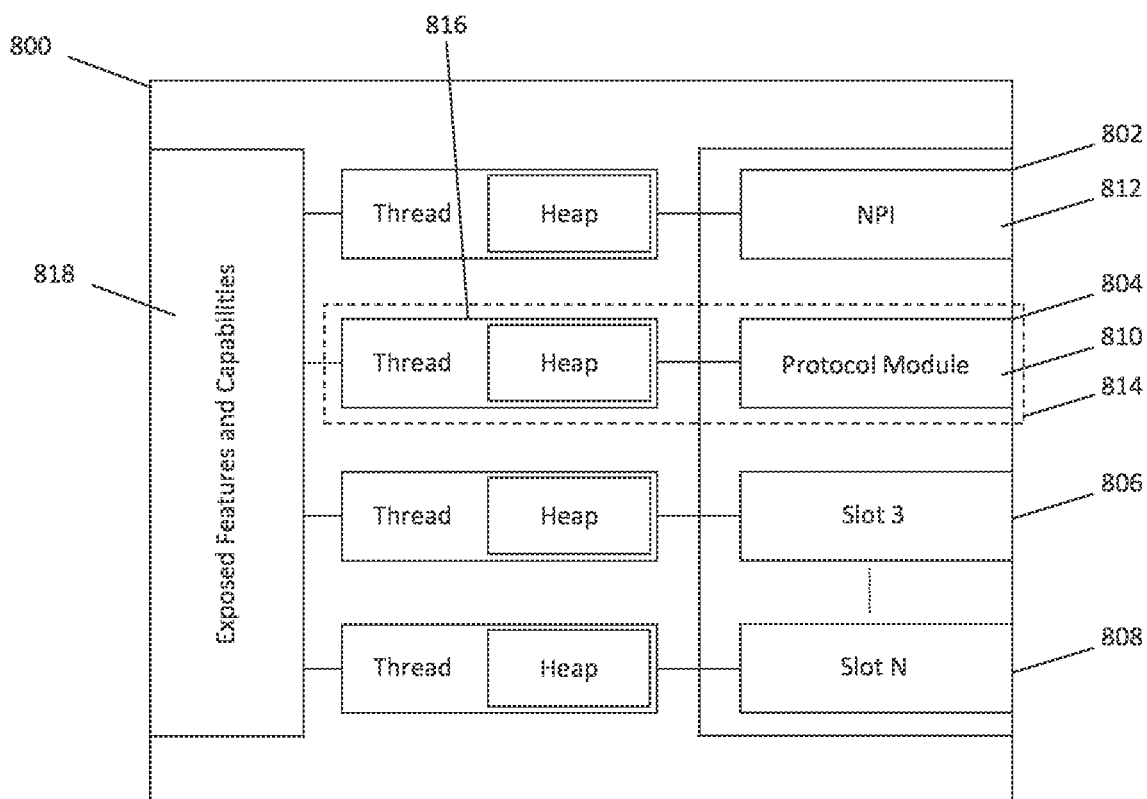 816
800
802
Thread Heap NPI
812
818
Exposed Features and Capabilities
804
Thread Heap Protocol Module
810
814
806
Thread Heap Slot 3
808
Thread Heap Slot N